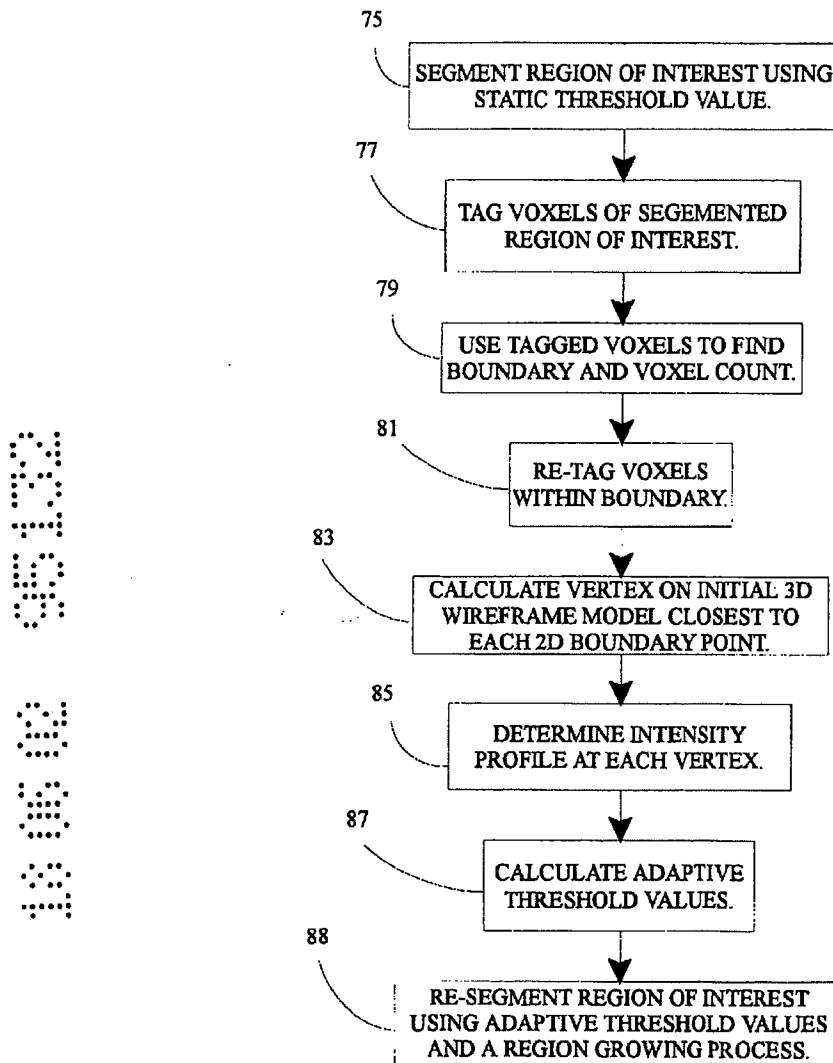 75
SEGMENT REGION OF INTEREST USING
STATIC THRESHOLD VALUE.
77
TAG VOXELS OF SEGEMENTED
REGION OF INTEREST.
79
USE TAGGED VOXELS TO FIND
BOUNDARY AND VOXEL COUNT.
81
RE-TAG VOXELS
WITHIN BOUNDARY.
83
CALCULATE VERTEX ON INITIAL 3D
WIREFRAME MODEL CLOSEST TO
EACH 2D BOUNDARY POINT.
85
DETERMINE INTENSITY
PROFILE AT EACH VERTEX.
87
CALCULATE ADAPTIVE
THRESHOLD VALUES.
88
RE-SEGMENT REGION OF INTEREST
USING ADAPTIVE THRESHOLD VALUES
AND A REGION GROWING PROCESS.